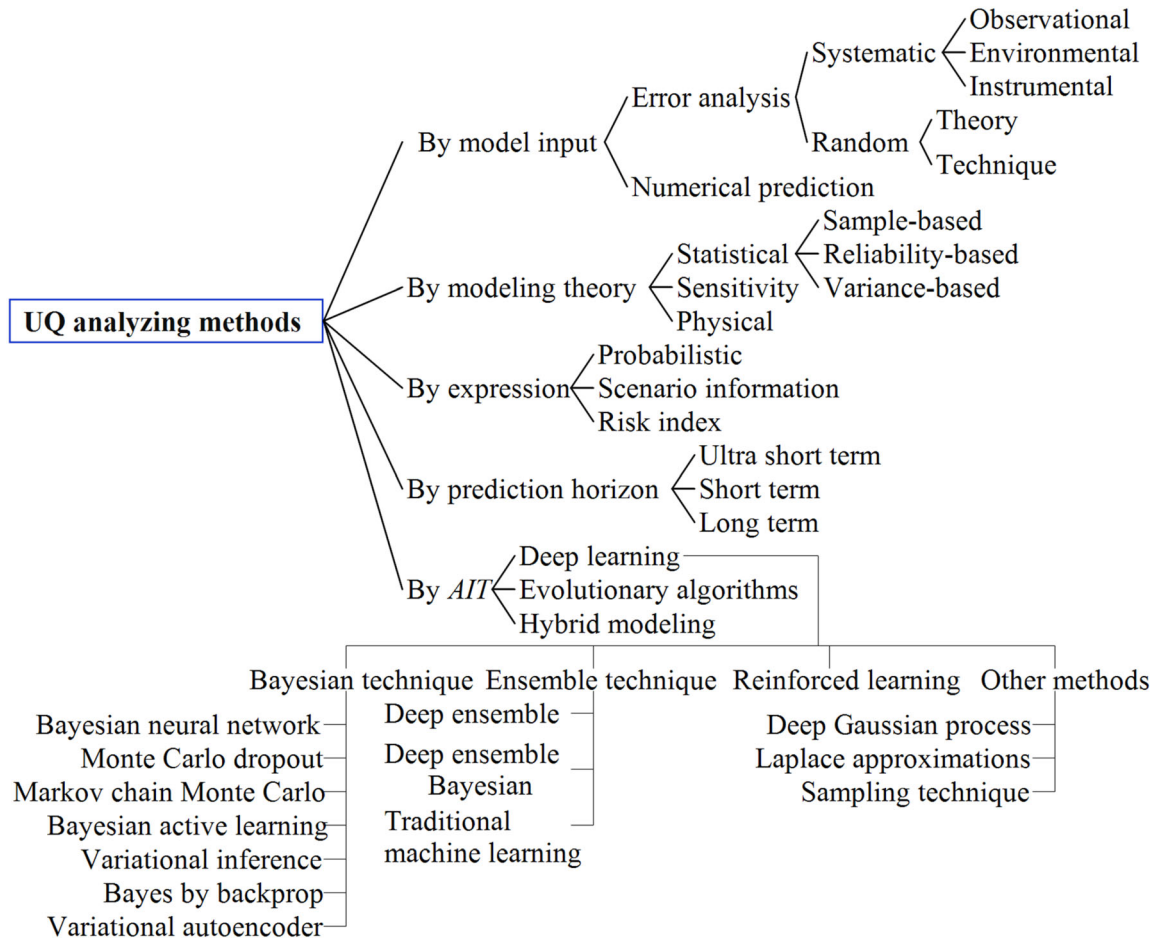 UQ analyzing methods
By model input
Error analysis
Systematic
Observational
Environmental
Instrumental
Random
Theory
Technique
Numerical prediction
By modeling theory
Statistical
Sample-based
Reliability-based
Variance-based
Sensitivity
Physical
By expression
Probabilistic
Scenario information
Risk index
By prediction horizon
Ultra short term
Short term
Long term
By AIT
Deep learning
Evolutionary algorithms
Hybrid modeling
Bayesian technique
Bayesian neural network
Monte Carlo dropout
Markov chain Monte Carlo
Bayesian active learning
Variational inference
Bayes by backprop
Variational autoencoder
Ensemble technique
Deep ensemble
Deep ensemble
Bayesian
Traditional
machine learning
Reinforced learning
Other methods
Deep Gaussian process
Laplace approximations
Sampling technique